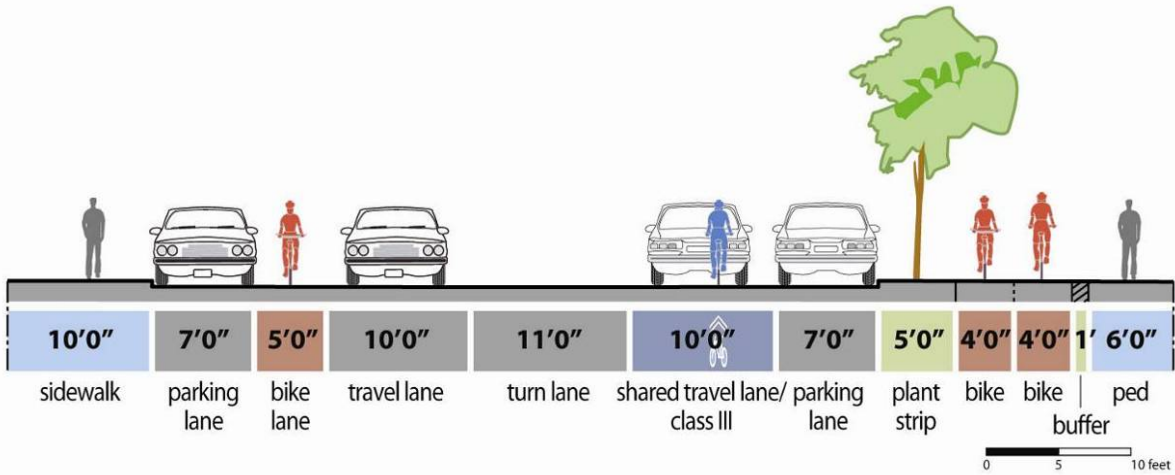 10’0” 7’0” 5’0” 10’0” 11’0” 10’0” 7’0” 5’0” 4’0” 4’0” 1’ 6’0”
sidewalk
parking
lane
bike
lane
travel lane
turn lane
shared travel lane/
class III
parking
lane
plant
strip
bike
bike
buffer
ped
0 5 10 feet